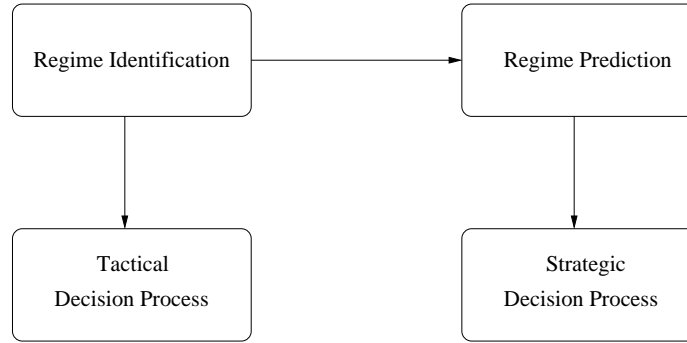 Regime Identification
Regime Prediction
Tactical
Decision Process
Strategic
Decision Process